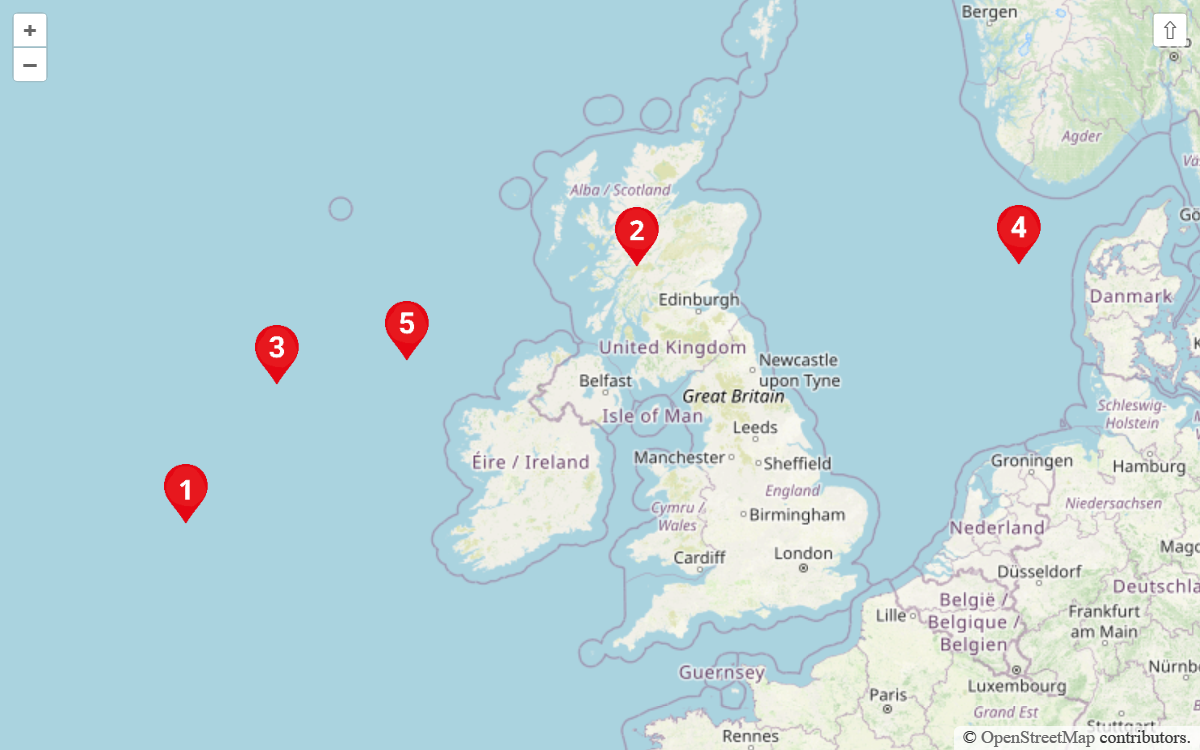 +
−
⇧
Bergen
Agder
Alba / Scotland
2
4
Edinburgh
Danmark
5
3
United Kingdom
Newcastle
upon Tyne
Belfast
Great Britain
Isle of Man
Schleswig-
Holstein
Leeds
Manchester
Sheffield
Éire / Ireland
Groningen
Hamburg
1
England
Cymru /
Wales
Birmingham
Niedersachsen
Nederland
London
Cardiff
Düsseldorf
Deutschla
België /
Belgique /
Belgien
Lille
Frankfurt
am Main
Guernsey
Luxembourg
Nürnb
Paris
Grand Est
Stuttgart
Rennes
© OpenStreetMap contributors.